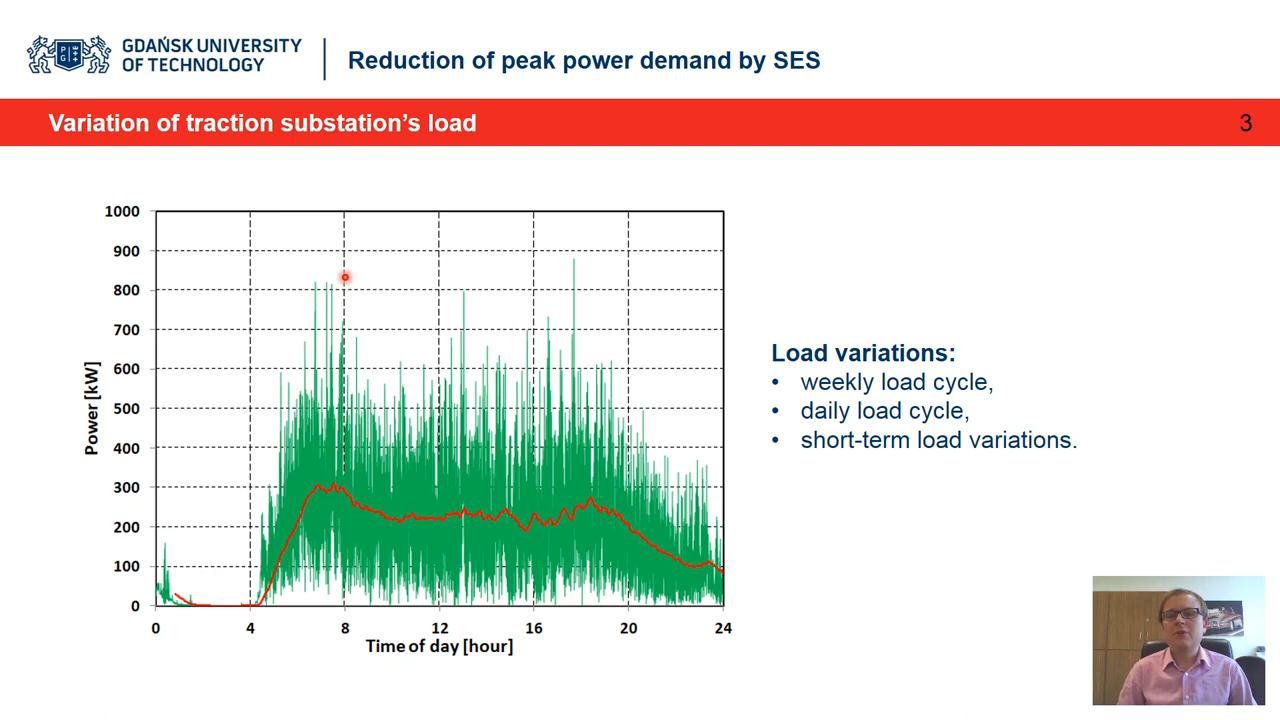 GDAŃSK UNIVERSITY
OF TECHNOLOGY
Reduction of peak power demand by SES
Variation of traction substation's load
3
1000
900
800
700
600
500
400
300
200
100
0
Power [kW]
0 4 8 12 16 20 24
Time of day [hour]
Load variations:
• weekly load cycle,
• daily load cycle,
• short-term load variations.